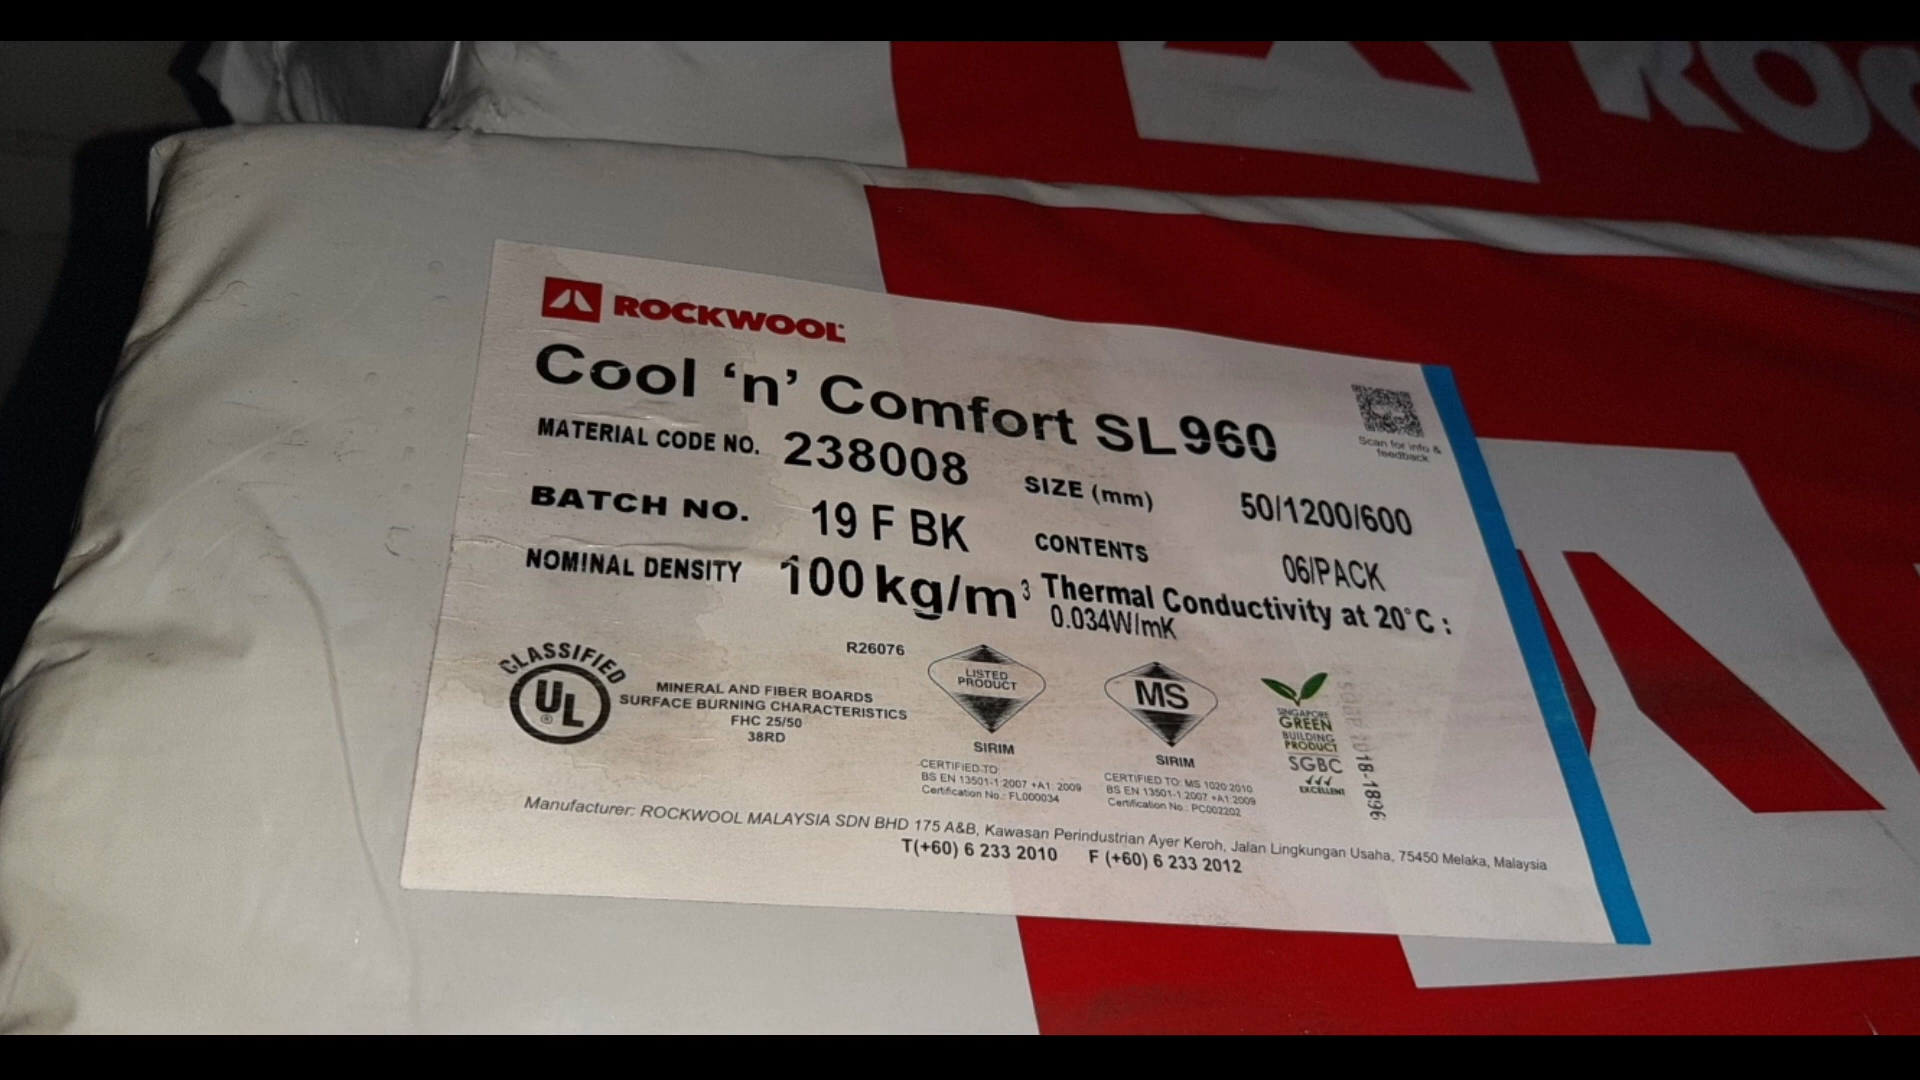 ROCKWOOL
Cool ‘n’ Comfort SL960
MATERIAL CODE NO. 238008
SIZE (mm) 50/1200/600
BATCH NO. 19 F BK
CONTENTS 06/PACK
NOMINAL DENSITY 100 kg/m³
Thermal Conductivity at 20°C :
0.034W/mK
Scan for info &
feedback
CLASSIFIED
UL
®
MINERAL AND FIBER BOARDS
SURFACE BURNING CHARACTERISTICS
FHC 25/50
38RD
R26076
LISTED
PRODUCT
SIRIM
CERTIFIED TO:
BS EN 13501-1:2007 +A1: 2009
Certification No.: FL000034
MS
SIRIM
CERTIFIED TO: MS 1020:2010
BS EN 13501-1:2007 +A1:2009
Certification No.: PC002202
SINGAPORE
GREEN
BUILDING
PRODUCT
SGBC
EXCELLENT
Manufacturer: ROCKWOOL MALAYSIA SDN BHD 175 A&B, Kawasan Perindustrian Ayer Keroh, Jalan Lingkungan Usaha, 75450 Melaka, Malaysia
T(+60) 6 233 2010 F (+60) 6 233 2012